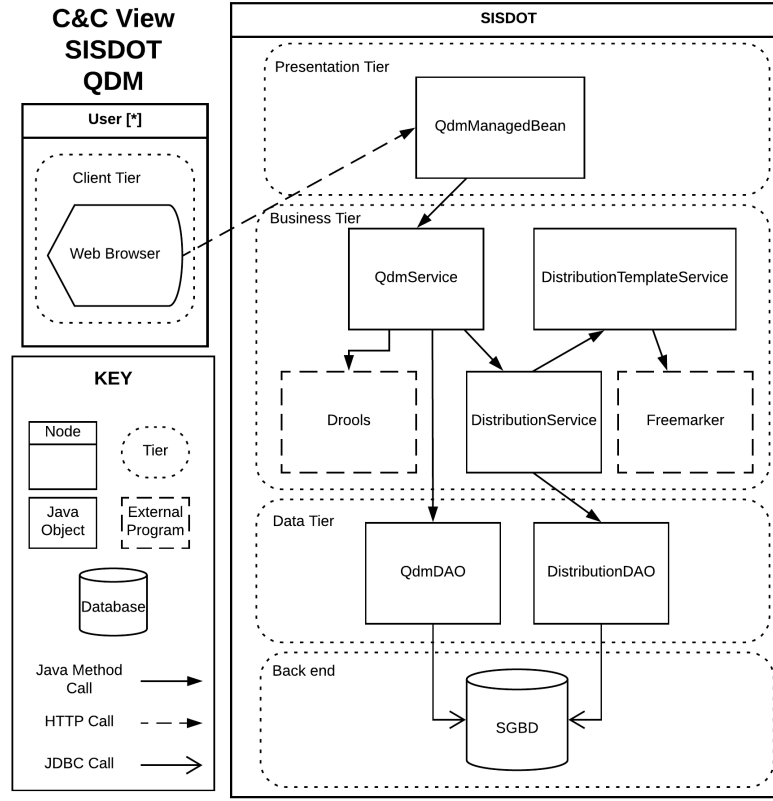 C&C View
SISDOT
QDM
User [*]
Client Tier
Web Browser
KEY
Node
Tier
Java
Object
External
Program
Database
Java Method
Call
HTTP Call
JDBC Call
SISDOT
Presentation Tier
QdmManagedBean
Business Tier
QdmService
DistributionTemplateService
Drools
DistributionService
Freemarker
Data Tier
QdmDAO
DistributionDAO
Back end
SGBD